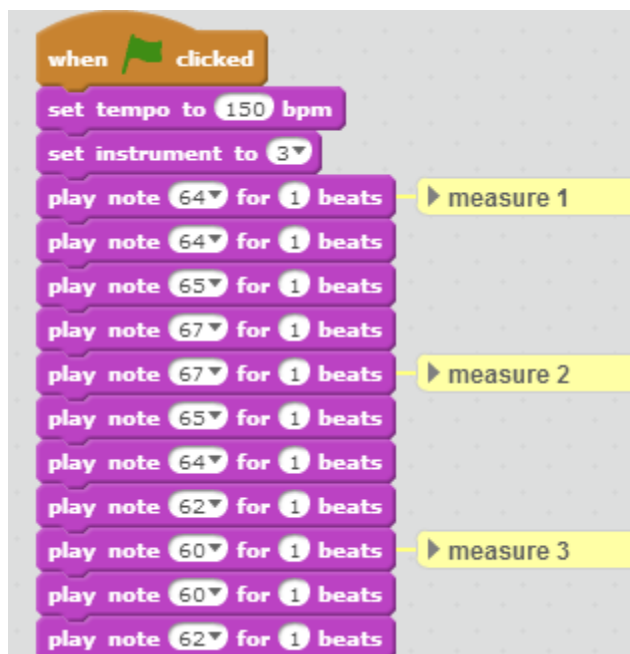 when clicked
set tempo to 150 bpm
set instrument to 3
play note 64 for 1 beats measure 1
play note 64 for 1 beats
play note 65 for 1 beats
play note 67 for 1 beats
play note 67 for 1 beats measure 2
play note 65 for 1 beats
play note 64 for 1 beats
play note 62 for 1 beats
play note 60 for 1 beats measure 3
play note 60 for 1 beats
play note 62 for 1 beats